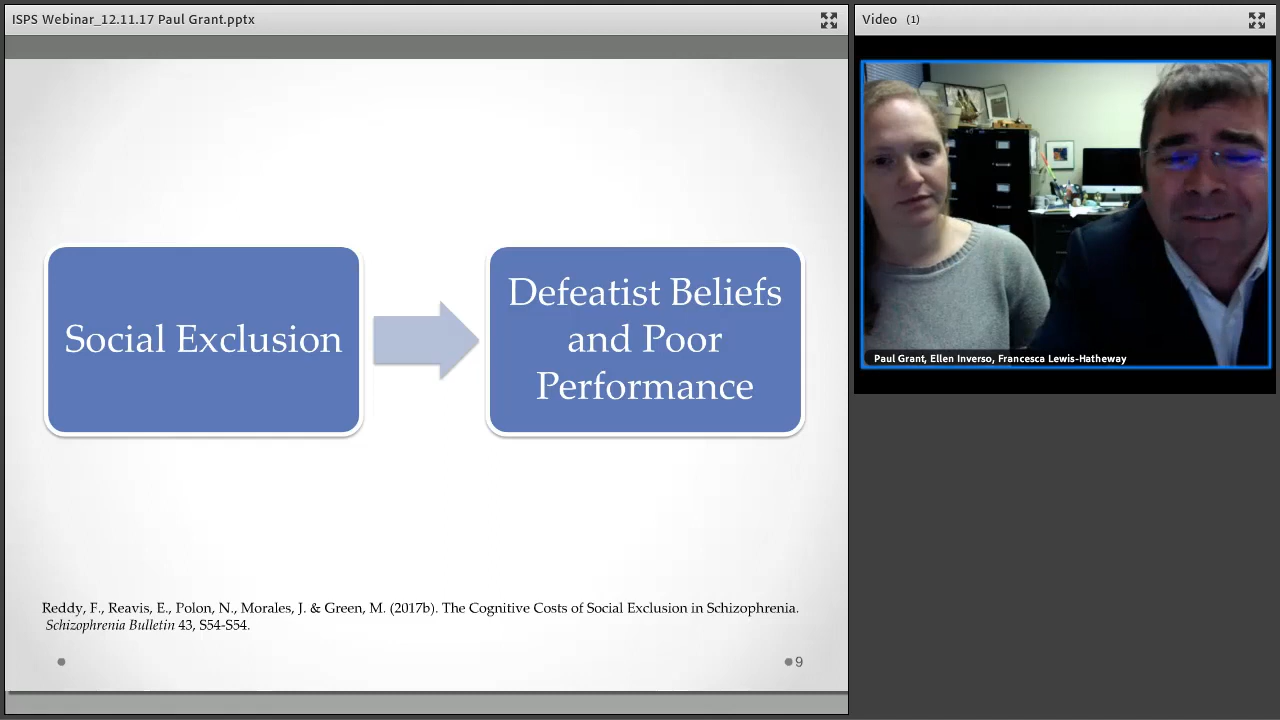 ISPS Webinar_12.11.17 Paul Grant.pptx
Video (1)
Social Exclusion
Defeatist Beliefs
and Poor
Performance
Reddy, F., Reavis, E., Polon, N., Morales, J. & Green, M. (2017b). The Cognitive Costs of Social Exclusion in Schizophrenia.
Schizophrenia Bulletin 43, S54-S54.
9
Paul Grant, Ellen Inverso, Francesca Lewis-Hatheway